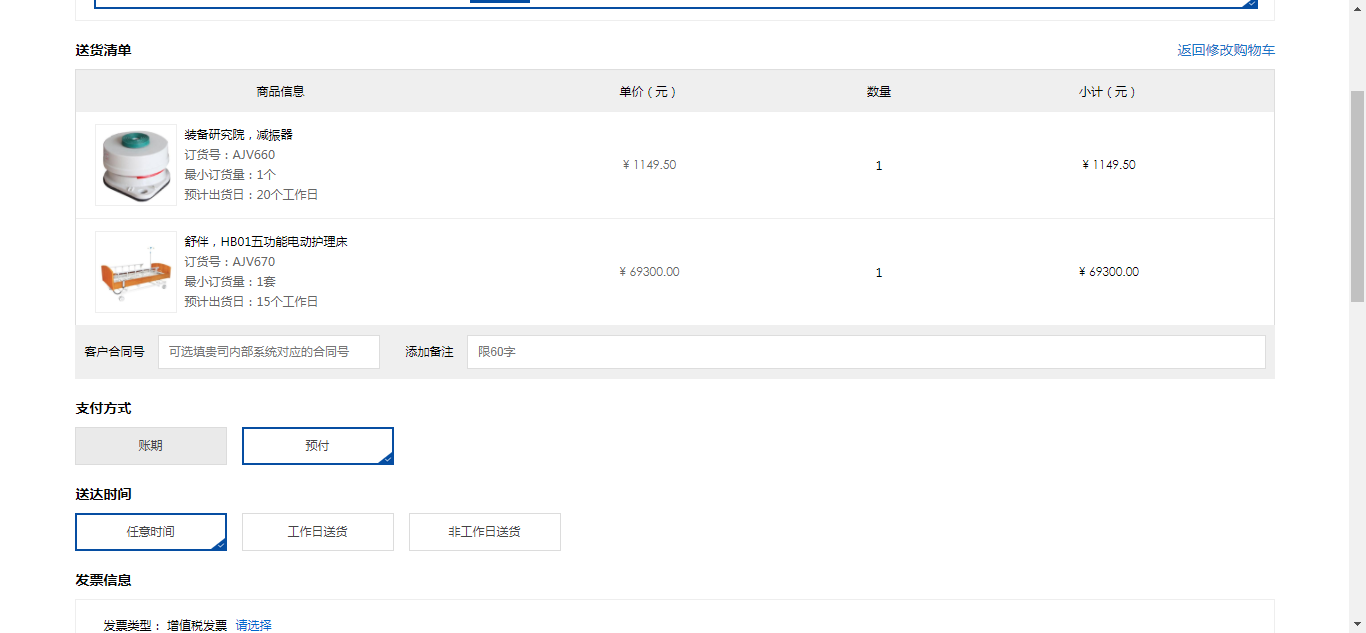 送货清单 返回修改购物车
商品信息 单价（元） 数量 小计（元）
装备研究院，减振器
订货号：AJV660
最小订货量：1个
预计出货日：20个工作日
¥ 1149.50 1 ¥ 1149.50
舒伴，HB01五功能电动护理床
订货号：AJV670
最小订货量：1套
预计出货日：15个工作日
¥ 69300.00 1 ¥ 69300.00
客户合同号 可选填贵司内部系统对应的合同号 添加备注 限60字
支付方式
账期 预付
送达时间
任意时间 工作日送货 非工作日送货
发票信息
发票类型： 增值税发票 请选择